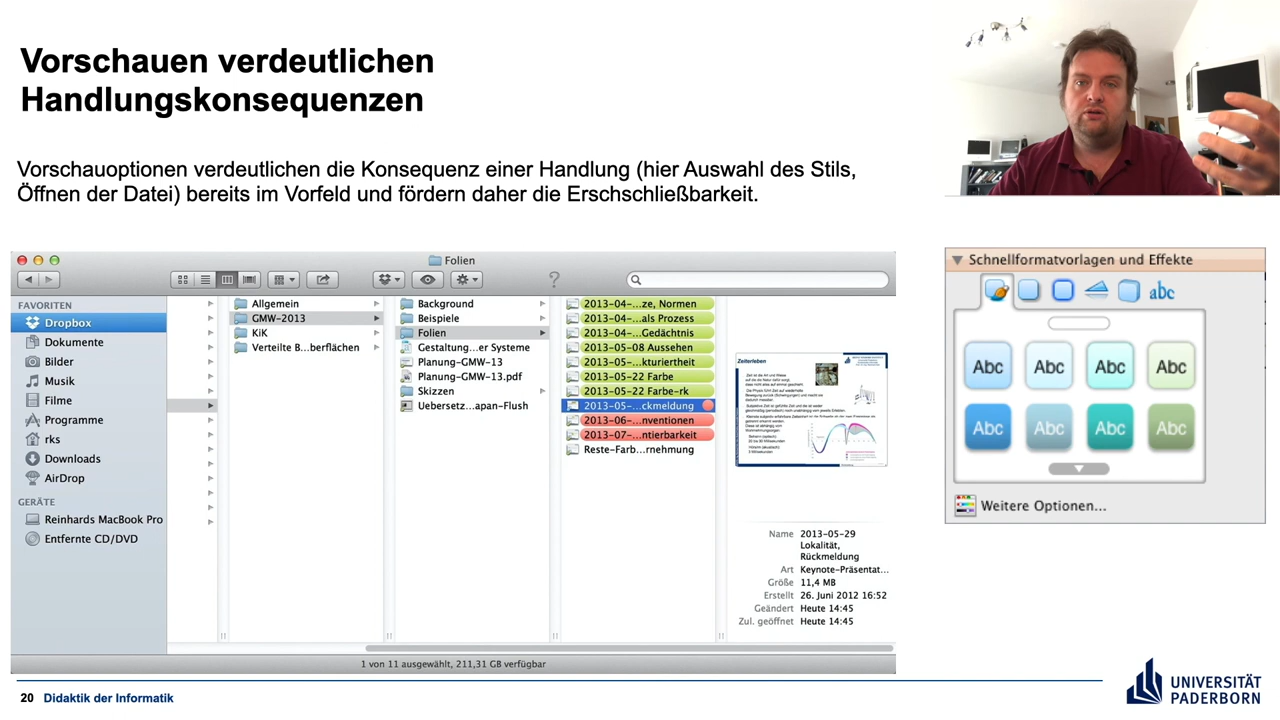 Vorschauen verdeutlichen
Handlungskonsequenzen
Vorschauoptionen verdeutlichen die Konsequenz einer Handlung (hier Auswahl des Stils,
Öffnen der Datei) bereits im Vorfeld und fördern daher die Erschschließbarkeit.
Folien
?
FAVORITEN
Dropbox
Dokumente
Bilder
Musik
Filme
Programme
rks
Downloads
AirDrop
GERÄTE
Reinhards MacBook Pro
Entfernte CD/DVD
Allgemein
GMW-2013
KiK
Verteilte B...berflächen
Background
Beispiele
Folien
Gestaltung...er Systeme
Planung-GMW-13
Planung-GMW-13.pdf
Skizzen
Uebersetz...apan-Flush
2013-04-...ze, Normen
2013-04-...als Prozess
2013-04-...Gedächtnis
2013-05-08 Aussehen
2013-05-...kturiertheit
2013-05-22 Farbe
2013-05-22 Farbe-rk
2013-05-...ckmeldung
2013-06-...nventionen
2013-07-...ntierbarkeit
Reste-Farb...rnehmung
Zeiterleben
Name 2013-05-29
Lokalität,
Rückmeldung
Art Keynote-Präsentat...
Größe 11,4 MB
Erstellt 26. Juni 2012 16:52
Geändert Heute 14:45
Zul. geöffnet Heute 14:45
1 von 11 ausgewählt, 211,31 GB verfügbar
Schnellformatvorlagen und Effekte
abc
Abc Abc Abc Abc
Abc Abc Abc Abc
Weitere Optionen...
20 Didaktik der Informatik
UNIVERSITÄT
PADERBORN